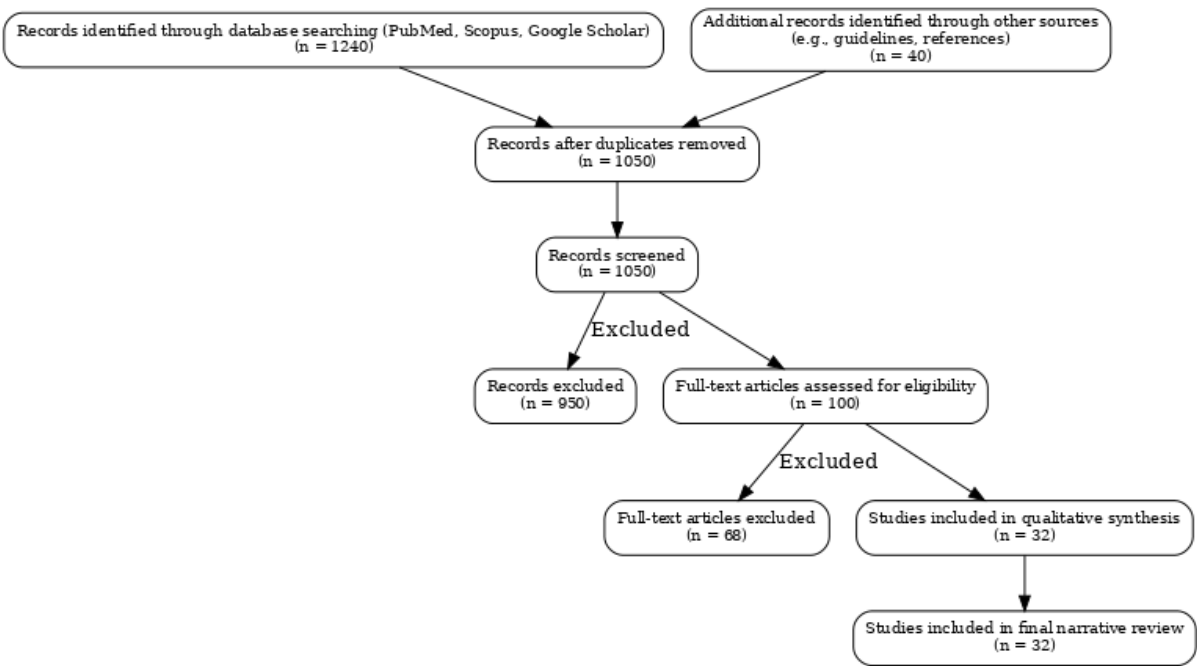 Records identified through database searching (PubMed, Scopus, Google Scholar)
(n = 1240)
Additional records identified through other sources
(e.g., guidelines, references)
(n = 40)
Records after duplicates removed
(n = 1050)
Records screened
(n = 1050)
Excluded
Records excluded
(n = 950)
Full-text articles assessed for eligibility
(n = 100)
Excluded
Full-text articles excluded
(n = 68)
Studies included in qualitative synthesis
(n = 32)
Studies included in final narrative review
(n = 32)